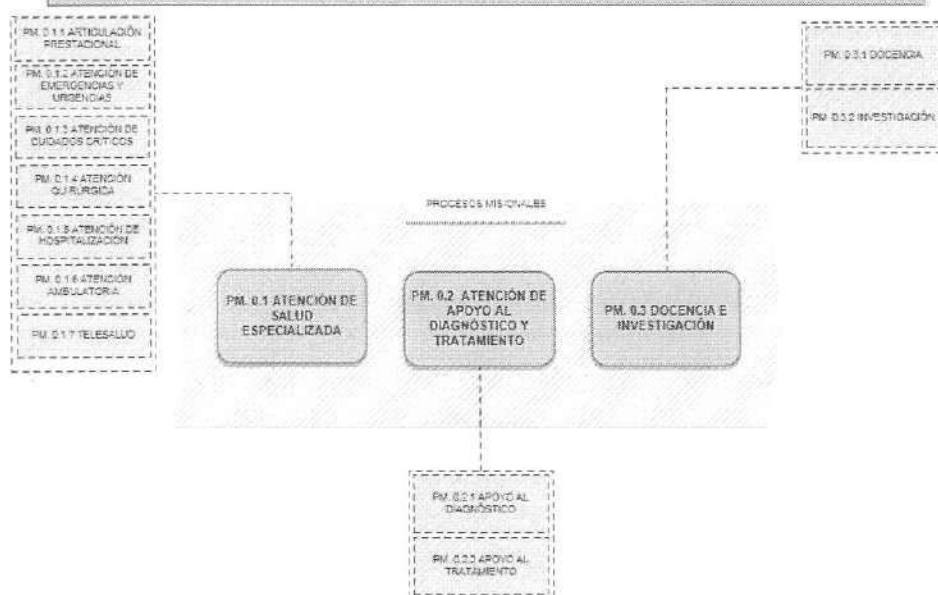 PM. 0.1.1 ARTICULACIÓN
PRESTACIONAL
PM. 0.1.2 ATENCIÓN DE
EMERGENCIAS Y
URGENCIAS
PM. 0.1.3 ATENCIÓN DE
CUIDADOS CRÍTICOS
PM. 0.1.4 ATENCIÓN
QUIRÚRGICA
PM. 0.1.5 ATENCIÓN DE
HOSPITALIZACIÓN
PM. 0.1.6 ATENCIÓN
AMBULATORIA
PM. 0.1.7 TELESALUD
PM. 0.3.1 DOCENCIA
PM. 0.3.2 INVESTIGACIÓN
PROCESOS MISIONALES
PM. 0.1 ATENCIÓN DE
SALUD
ESPECIALIZADA
PM. 0.2 ATENCIÓN DE
APOYO AL
DIAGNÓSTICO Y
TRATAMIENTO
PM. 0.3 DOCENCIA E
INVESTIGACIÓN
PM. 0.2.1 APOYO AL
DIAGNÓSTICO
PM. 0.2.2 APOYO AL
TRATAMIENTO